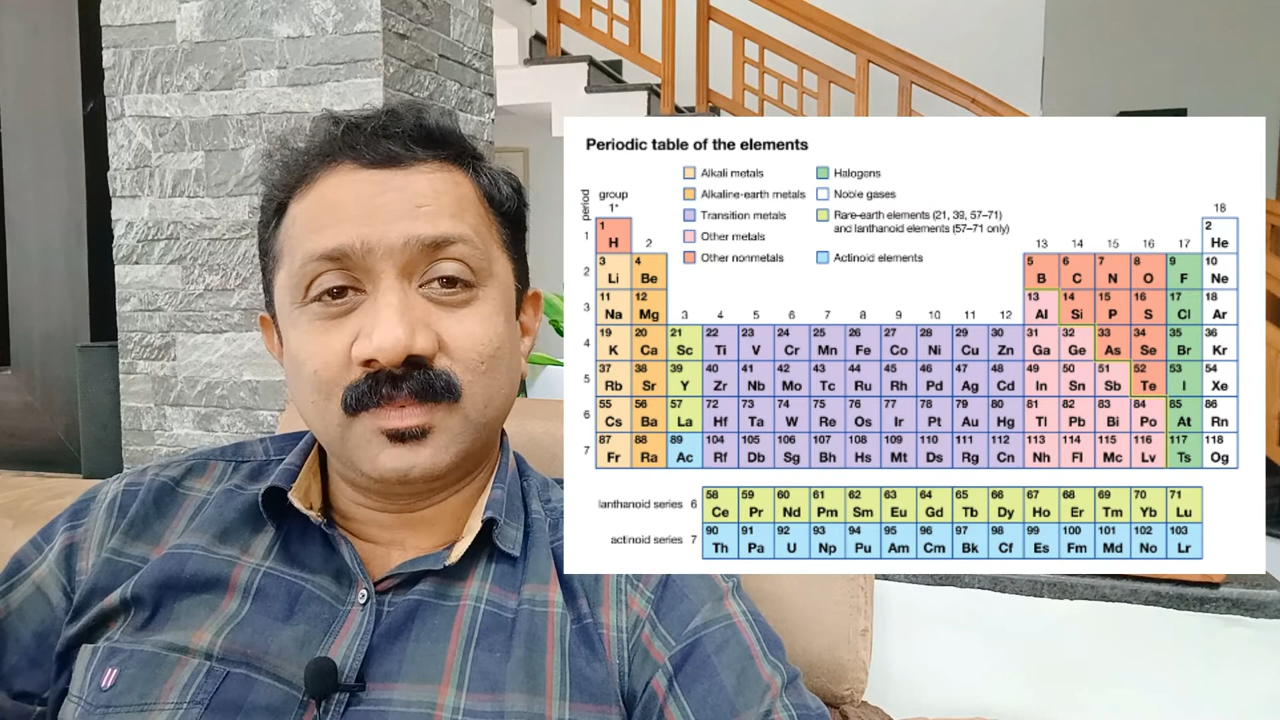 Periodic table of the elements
Alkali metals Halogens
Alkaline-earth metals Noble gases
Transition metals Rare-earth elements (21, 39, 57–71)
and lanthanoid elements (57–71 only)
Other metals
Other nonmetals Actinoid elements
period
group
1* 18
1 2
1 H 2 He
13 14 15 16 17
3 4 5 6 7 8 9 10
2 Li Be B C N O F Ne
11 12 13 14 15 16 17 18
3 Na Mg 3 4 5 6 7 8 9 10 11 12 Al Si P S Cl Ar
19 20 21 22 23 24 25 26 27 28 29 30 31 32 33 34 35 36
4 K Ca Sc Ti V Cr Mn Fe Co Ni Cu Zn Ga Ge As Se Br Kr
37 38 39 40 41 42 43 44 45 46 47 48 49 50 51 52 53 54
5 Rb Sr Y Zr Nb Mo Tc Ru Rh Pd Ag Cd In Sn Sb Te I Xe
55 56 57 72 73 74 75 76 77 78 79 80 81 82 83 84 85 86
6 Cs Ba La Hf Ta W Re Os Ir Pt Au Hg Tl Pb Bi Po At Rn
87 88 89 104 105 106 107 108 109 110 111 112 113 114 115 116 117 118
7 Fr Ra Ac Rf Db Sg Bh Hs Mt Ds Rg Cn Nh Fl Mc Lv Ts Og
58 59 60 61 62 63 64 65 66 67 68 69 70 71
lanthanoid series 6 Ce Pr Nd Pm Sm Eu Gd Tb Dy Ho Er Tm Yb Lu
90 91 92 93 94 95 96 97 98 99 100 101 102 103
actinoid series 7 Th Pa U Np Pu Am Cm Bk Cf Es Fm Md No Lr